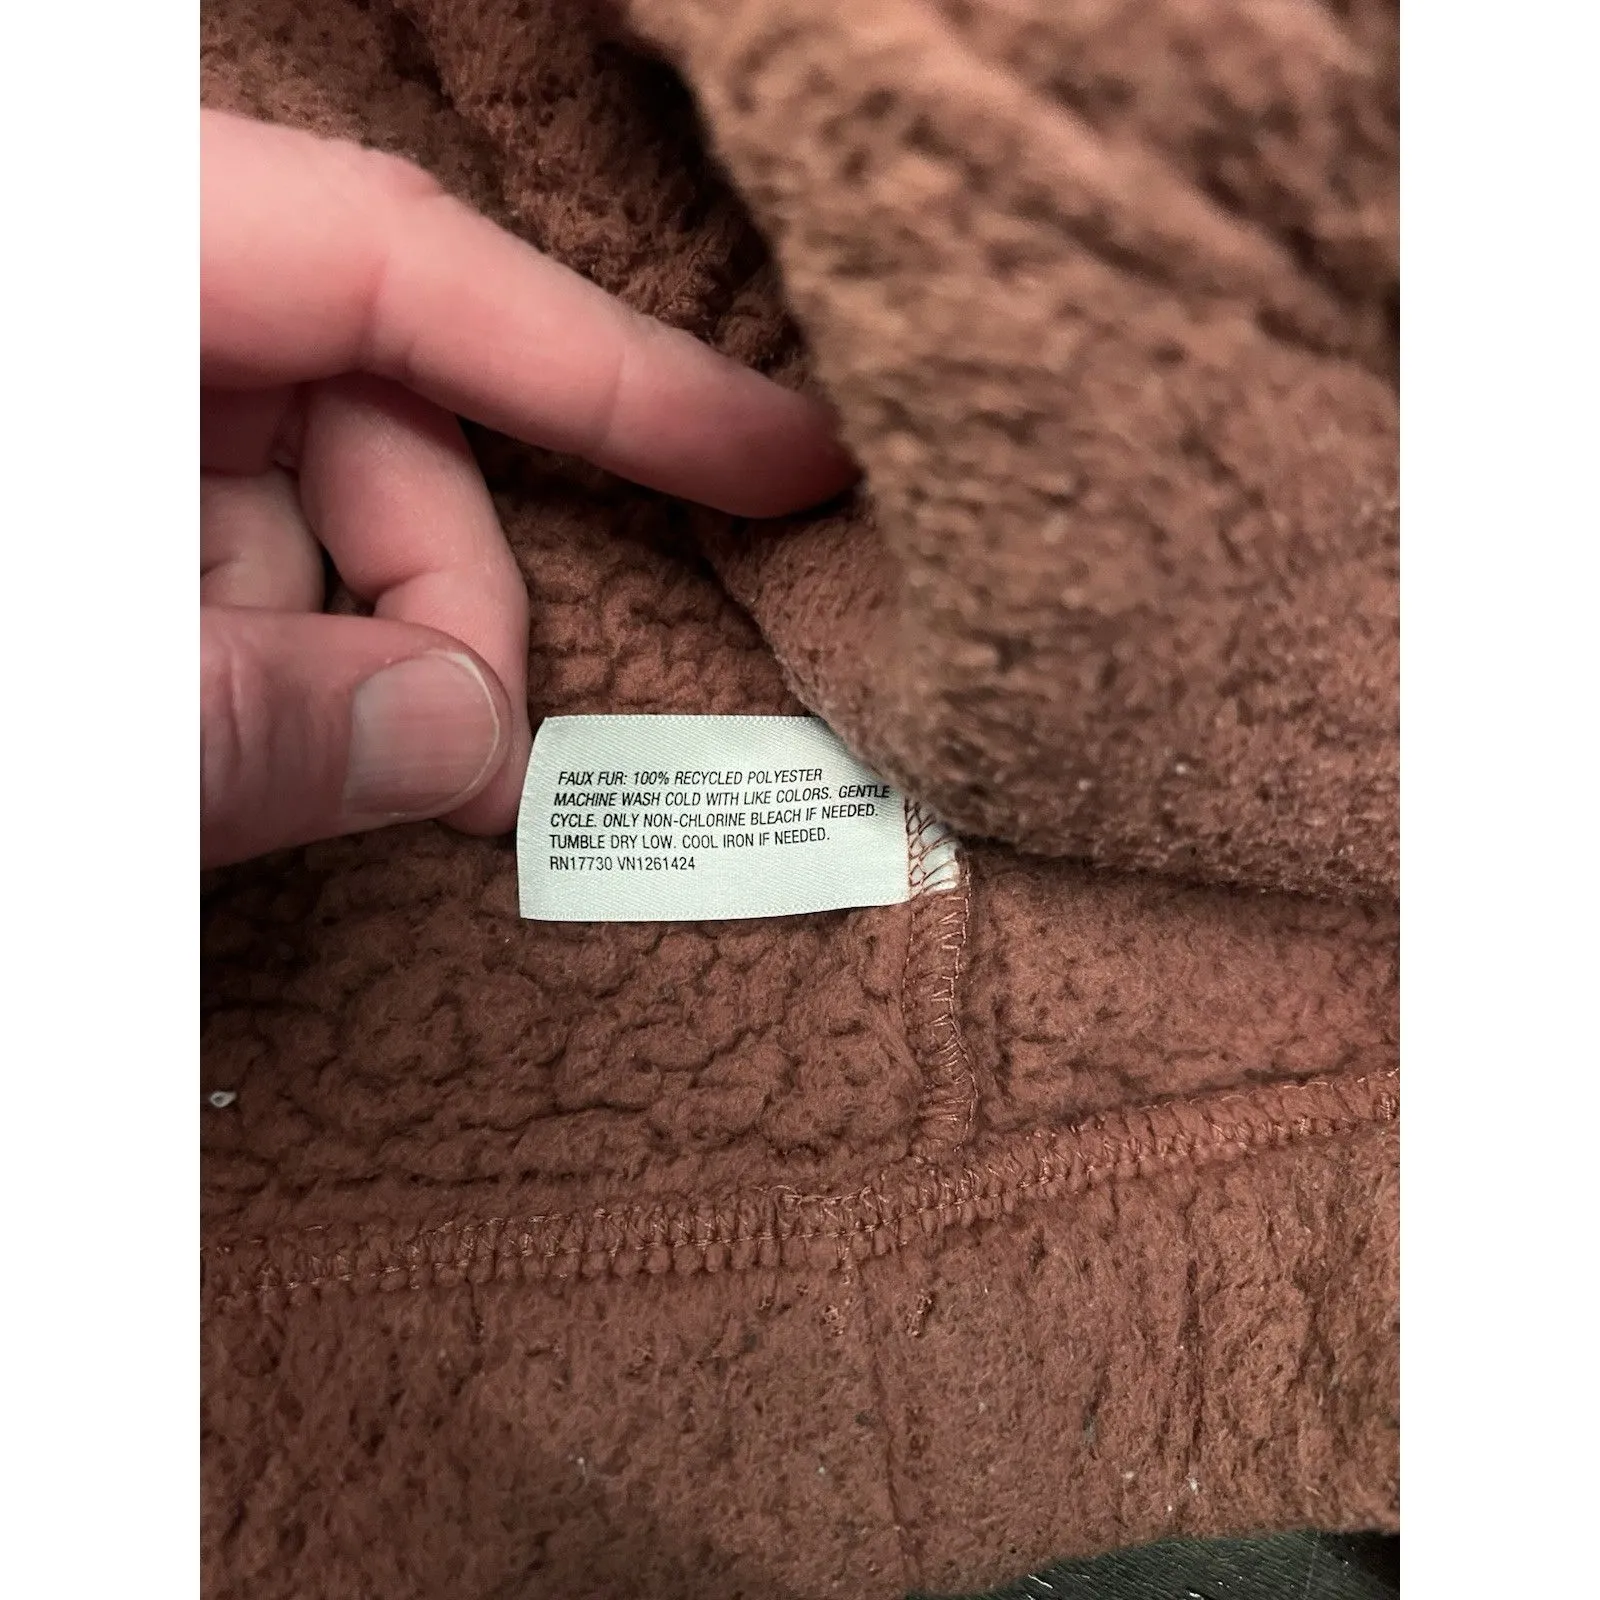 FAUX FUR: 100% RECYCLED POLYESTER
MACHINE WASH COLD WITH LIKE COLORS. GENTLE
CYCLE. ONLY NON-CHLORINE BLEACH IF NEEDED.
TUMBLE DRY LOW. COOL IRON IF NEEDED.
RN17730 VN1261424